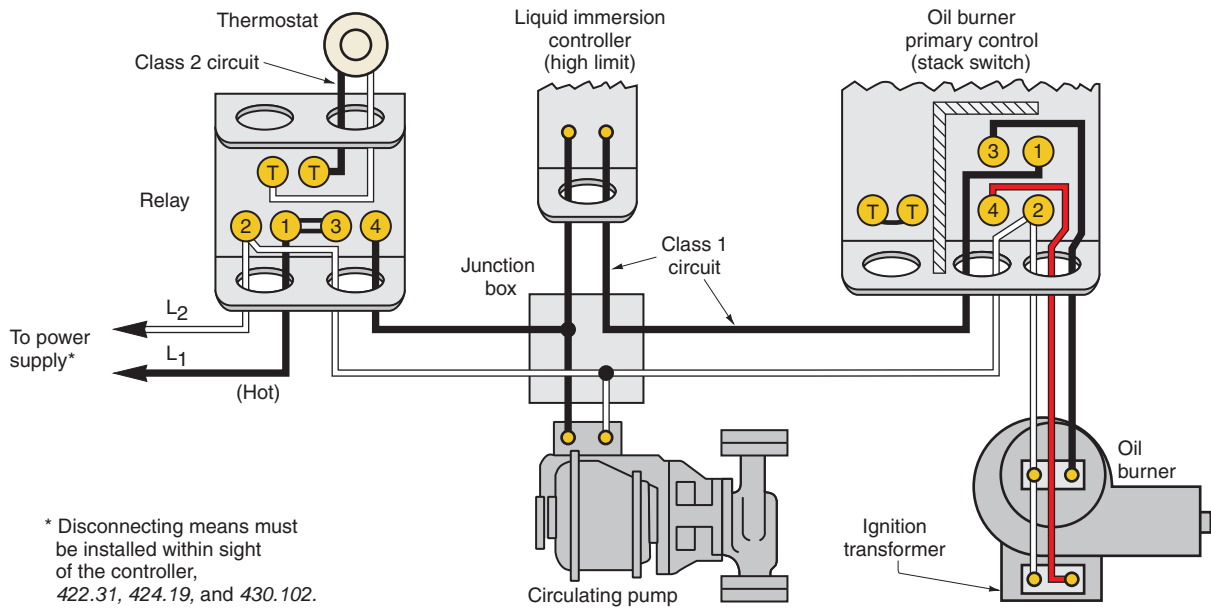 Thermostat
Class 2 circuit
Liquid immersion
controller
(high limit)
Oil burner
primary control
(stack switch)
T T
Relay
2 1 3 4
3 1
4 2
T T
Junction
box
Class 1
circuit
L2
To power
supply*
L1
(Hot)
Oil
burner
Ignition
transformer
Circulating pump
* Disconnecting means must
be installed within sight
of the controller,
422.31, 424.19, and 430.102.